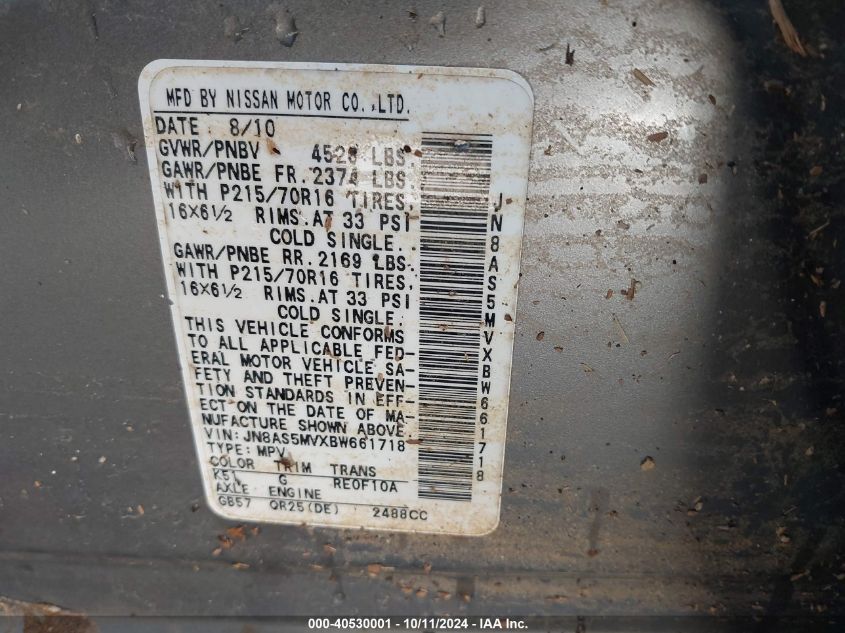 MFD BY NISSAN MOTOR CO.,LTD.
DATE 8/10
GVWR/PNBV 4528 LBS
GAWR/PNBE FR. 2374 LBS
WITH P215/70R16 TIRES,
16X6½ RIMS. AT 33 PSI
COLD SINGLE.
GAWR/PNBE RR. 2169 LBS
WITH P215/70R16 TIRES,
16X6½ RIMS. AT 33 PSI
COLD SINGLE.
THIS VEHICLE CONFORMS
TO ALL APPLICABLE FED-
ERAL MOTOR VEHICLE SA-
FETY AND THEFT PREVEN-
TION STANDARDS IN EFF-
ECT ON THE DATE OF MA-
NUFACTURE SHOWN ABOVE
VIN: JN8AS5MVXBW661718
TYPE: MPV
COLOR TRIM TRANS
K51 G RE0F10A
AXLE ENGINE
GB57 QR25(DE) 2488CC
JN8AS5MVXBW661718
000-40530001 - 10/11/2024 - IAA Inc.